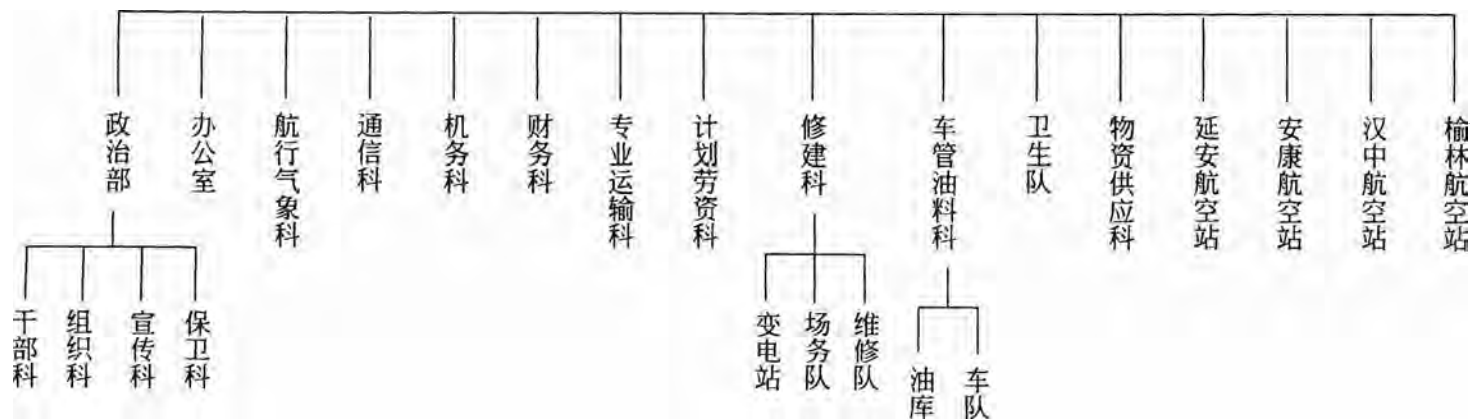 政治部
办公室
航行气象科
通信科
机务科
财务科
专业运输科
计划劳资科
修建科
车管油料科
卫生队
物资供应科
延安航空站
安康航空站
汉中航空站
榆林航空站
干部科
组织科
宣传科
保卫科
变电站
场务队
维修队
油库
车队